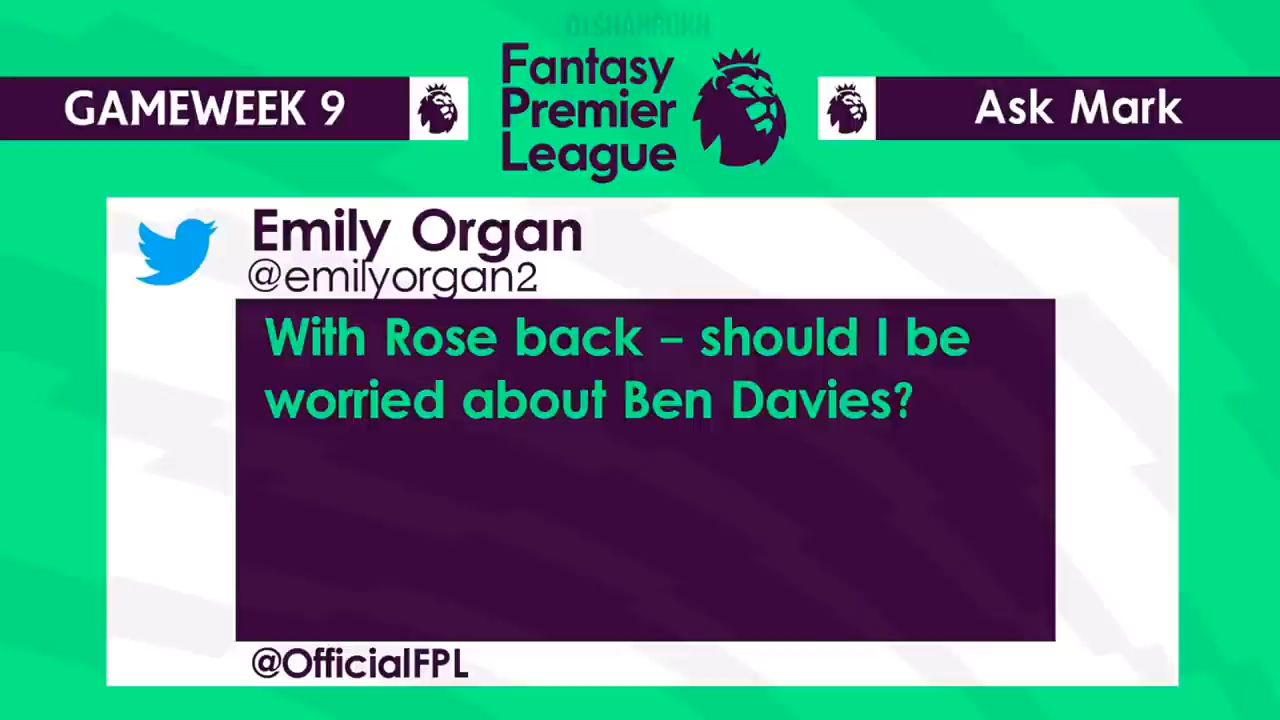 D1SHAHRUKH
GAMEWEEK 9
Fantasy
Premier
League
Ask Mark
Emily Organ
@emilyorgan2
With Rose back – should I be
worried about Ben Davies?
@OfficialFPL